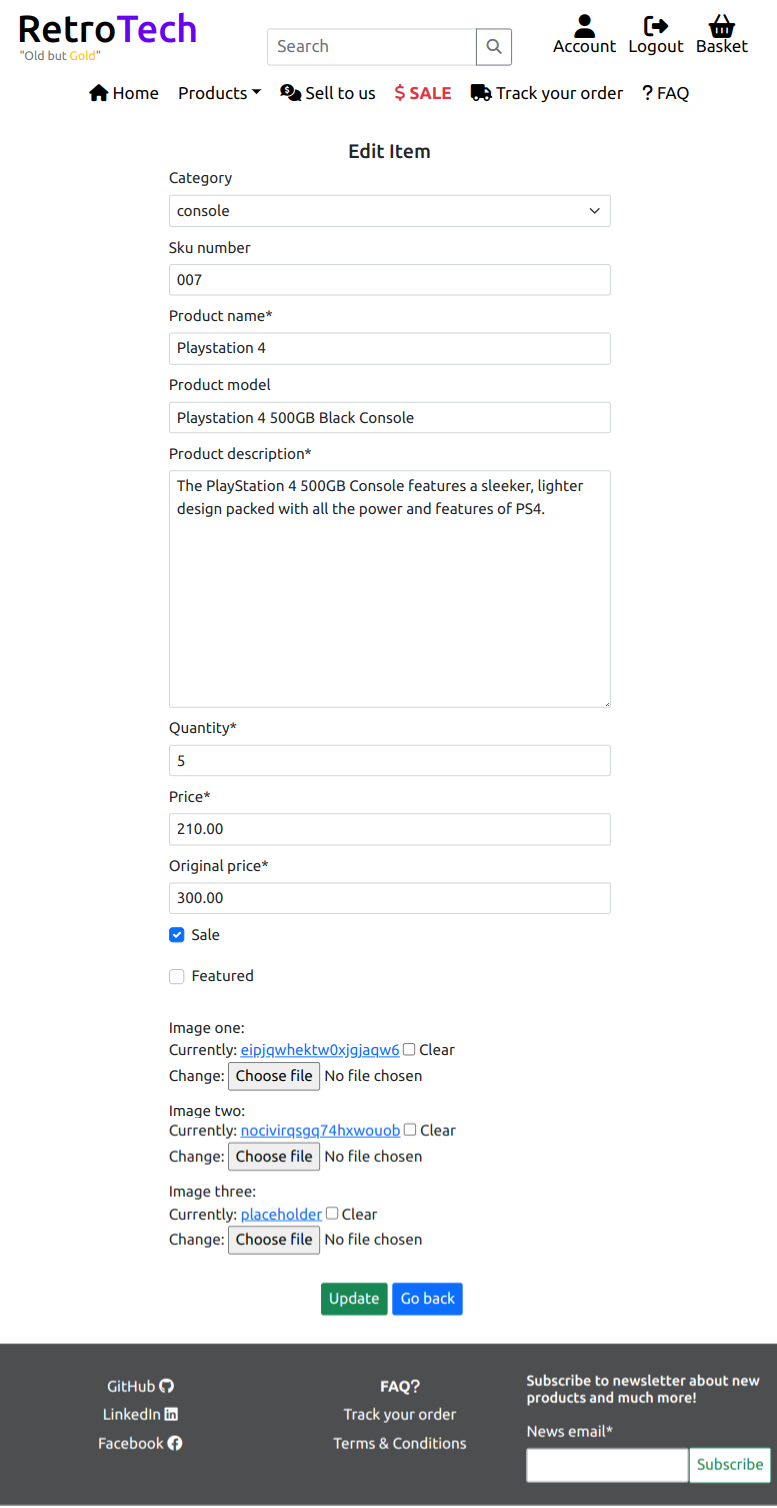 RetroTech
"Old but Gold"
Search
Account Logout Basket
Home Products Sell to us $ SALE Track your order ? FAQ
Edit Item
Category
console
Sku number
007
Product name*
Playstation 4
Product model
Playstation 4 500GB Black Console
Product description*
The PlayStation 4 500GB Console features a sleeker, lighter
design packed with all the power and features of PS4.
Quantity*
5
Price*
210.00
Original price*
300.00
Sale
Featured
Image one:
Currently: eipjqwhektw0xjgjaqw6 Clear
Change: Choose file No file chosen
Image two:
Currently: nocivirqsgq74hxwouob Clear
Change: Choose file No file chosen
Image three:
Currently: placeholder Clear
Change: Choose file No file chosen
Update Go back
GitHub
LinkedIn
Facebook
FAQ?
Track your order
Terms & Conditions
Subscribe to newsletter about new
products and much more!
News email*
Subscribe